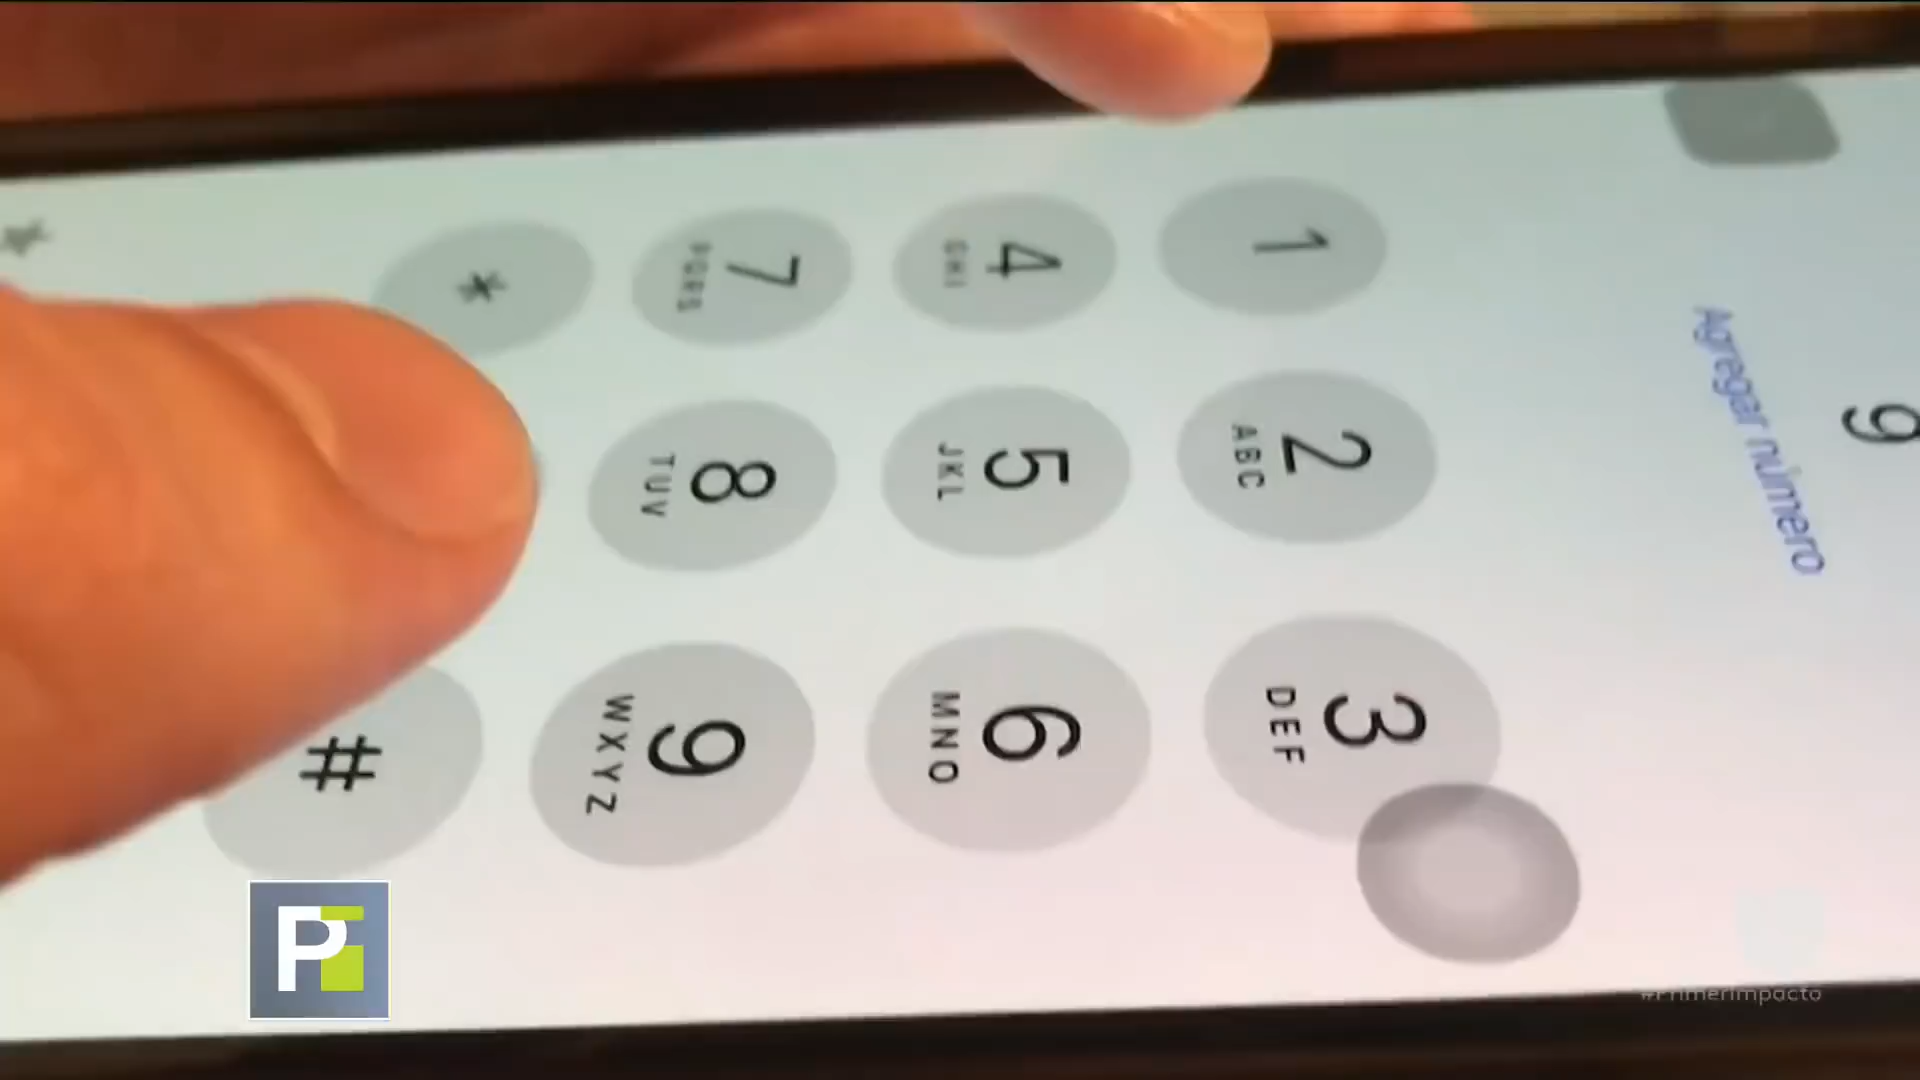 9
Agregar número
1
2
ABC
3
DEF
4
GHI
5
JKL
6
MNO
7
PQRS
8
TUV
9
WXYZ
*
#
PI
#PrimerImpacto